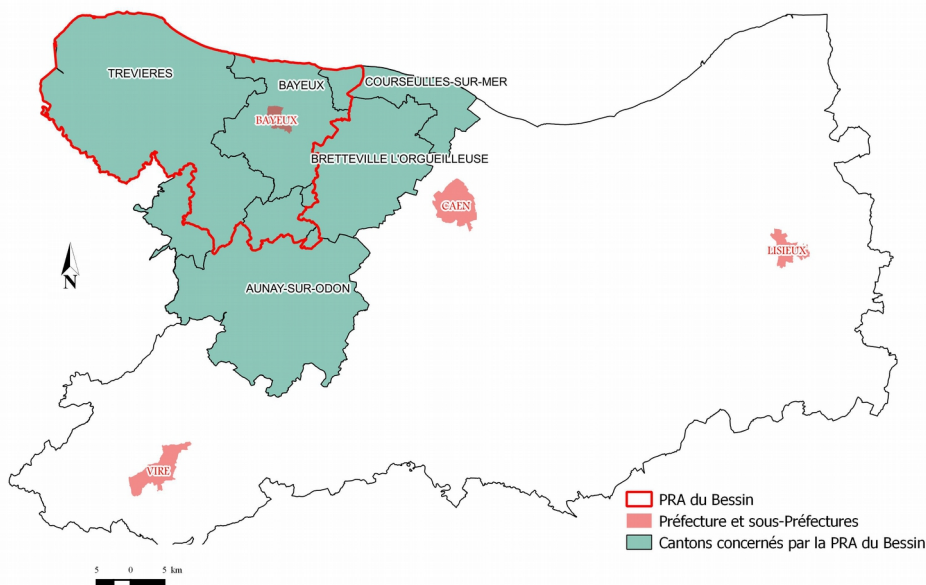 TREVIERES
BAYEUX
COURSEULLES-SUR-MER
BAYEUX
BRETTEVILLE L'ORGUEILLEUSE
CAEN
LISIEUX
N
AUNAY-SUR-ODON
VIRE
PRA du Bessin
Préfecture et sous-Préfectures
Cantons concernés par la PRA du Bessin
5 0 5 km